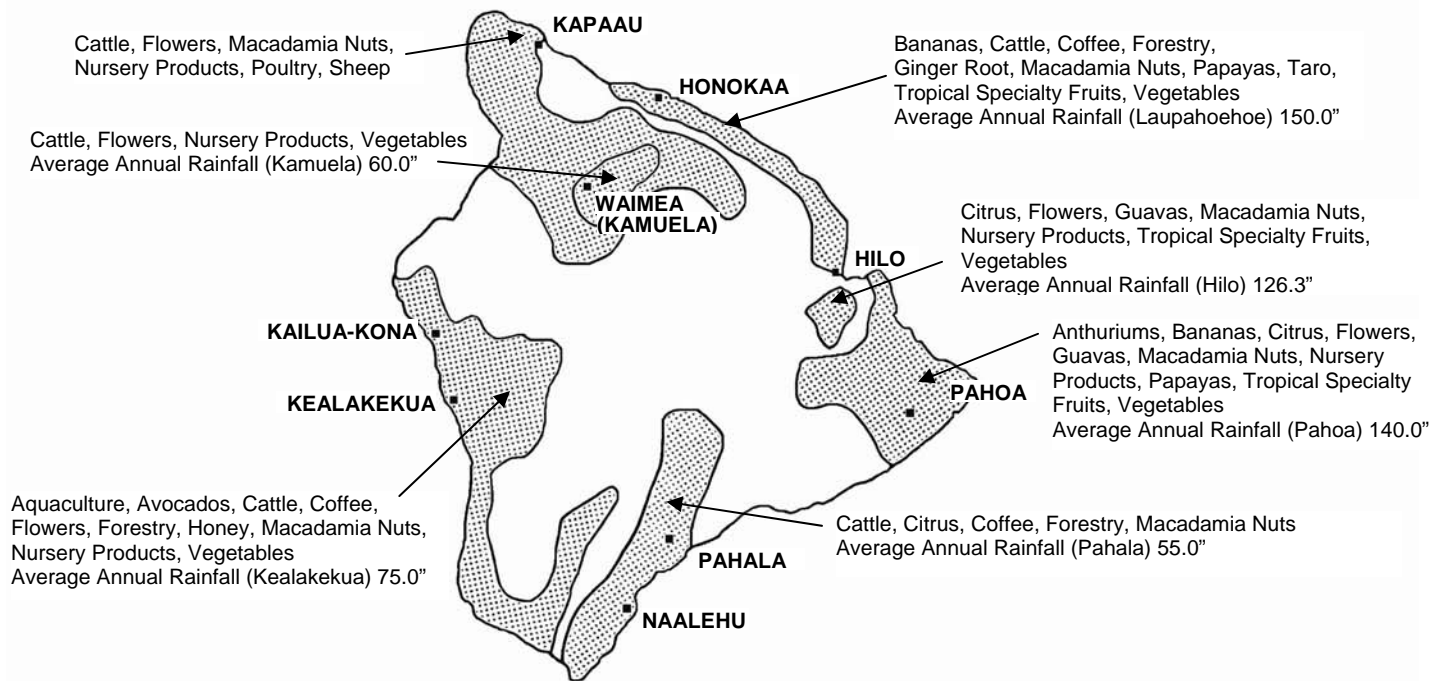 KAPAAU
Cattle, Flowers, Macadamia Nuts,
Nursery Products, Poultry, Sheep
Bananas, Cattle, Coffee, Forestry,
Ginger Root, Macadamia Nuts, Papayas, Taro,
Tropical Specialty Fruits, Vegetables
Average Annual Rainfall (Laupahoehoe) 150.0”
HONOKAA
Cattle, Flowers, Nursery Products, Vegetables
Average Annual Rainfall (Kamuela) 60.0”
WAIMEA
(KAMUELA)
Citrus, Flowers, Guavas, Macadamia Nuts,
Nursery Products, Tropical Specialty Fruits,
Vegetables
Average Annual Rainfall (Hilo) 126.3”
HILO
KAILUA-KONA
Anthuriums, Bananas, Citrus, Flowers,
Guavas, Macadamia Nuts, Nursery
Products, Papayas, Tropical Specialty
Fruits, Vegetables
Average Annual Rainfall (Pahoa) 140.0”
KEALAKEKUA
PAHOA
Aquaculture, Avocados, Cattle, Coffee,
Flowers, Forestry, Honey, Macadamia Nuts,
Nursery Products, Vegetables
Average Annual Rainfall (Kealakekua) 75.0”
Cattle, Citrus, Coffee, Forestry, Macadamia Nuts
Average Annual Rainfall (Pahala) 55.0”
PAHALA
NAALEHU